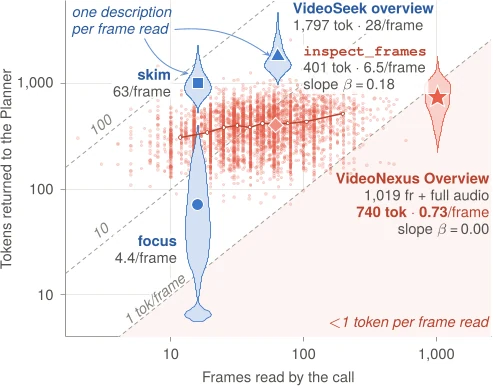 one description
per frame read
VideoSeek overview
1,797 tok · 28/frame
inspect_frames
401 tok · 6.5/frame
slope β = 0.18
skim
63/frame
1,000
100
10
Tokens returned to the Planner
100
10
1 tok/frame
VideoNexus Overview
1,019 fr + full audio
740 tok · 0.73/frame
slope β = 0.00
focus
4.4/frame
<1 token per frame read
10
100
1,000
Frames read by the call